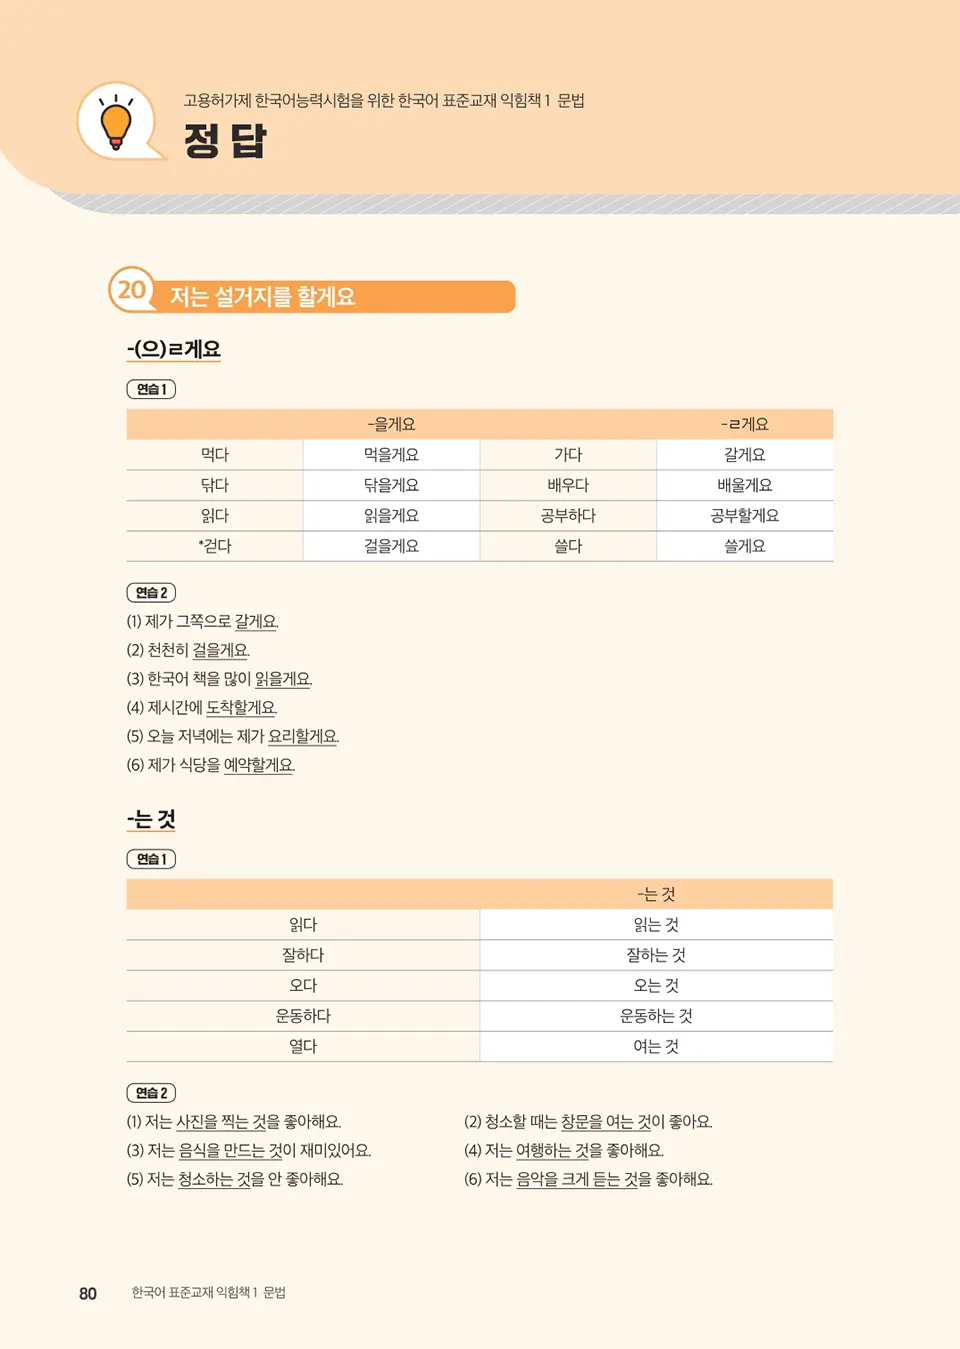 고용허가제 한국어능력시험을 위한 한국어 표준교재 익힘책 1 문법
정답
20 저는 설거지를 할게요
-(으)ㄹ게요
연습 1
-을게요 -ㄹ게요
먹다 먹을게요 가다 갈게요
닦다 닦을게요 배우다 배울게요
읽다 읽을게요 공부하다 공부할게요
*걷다 걸을게요 쓸다 쓸게요
연습 2
(1) 제가 그쪽으로 갈게요.
(2) 천천히 걸을게요.
(3) 한국어 책을 많이 읽을게요.
(4) 제시간에 도착할게요.
(5) 오늘 저녁에는 제가 요리할게요.
(6) 제가 식당을 예약할게요.
-는 것
연습 1
-는 것
읽다 읽는 것
잘하다 잘하는 것
오다 오는 것
운동하다 운동하는 것
열다 여는 것
연습 2
(1) 저는 사진을 찍는 것을 좋아해요. (2) 청소할 때는 창문을 여는 것이 좋아요.
(3) 저는 음식을 만드는 것이 재미있어요. (4) 저는 여행하는 것을 좋아해요.
(5) 저는 청소하는 것을 안 좋아해요. (6) 저는 음악을 크게 듣는 것을 좋아해요.
80 한국어 표준교재 익힘책 1 문법